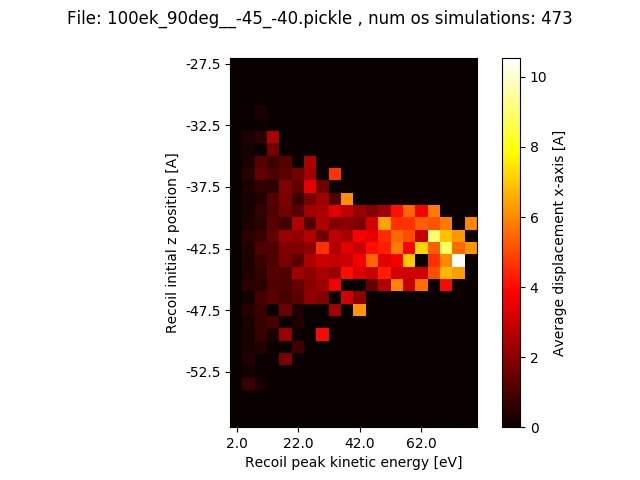 File: 100ek_90deg__-45_-40.pickle , num os simulations: 473
-27.5
-32.5
-37.5
-42.5
-47.5
-52.5
Recoil initial z position [A]
2.0 22.0 42.0 62.0
Recoil peak kinetic energy [eV]
10
8
6
4
2
0
Average displacement x-axis [A]